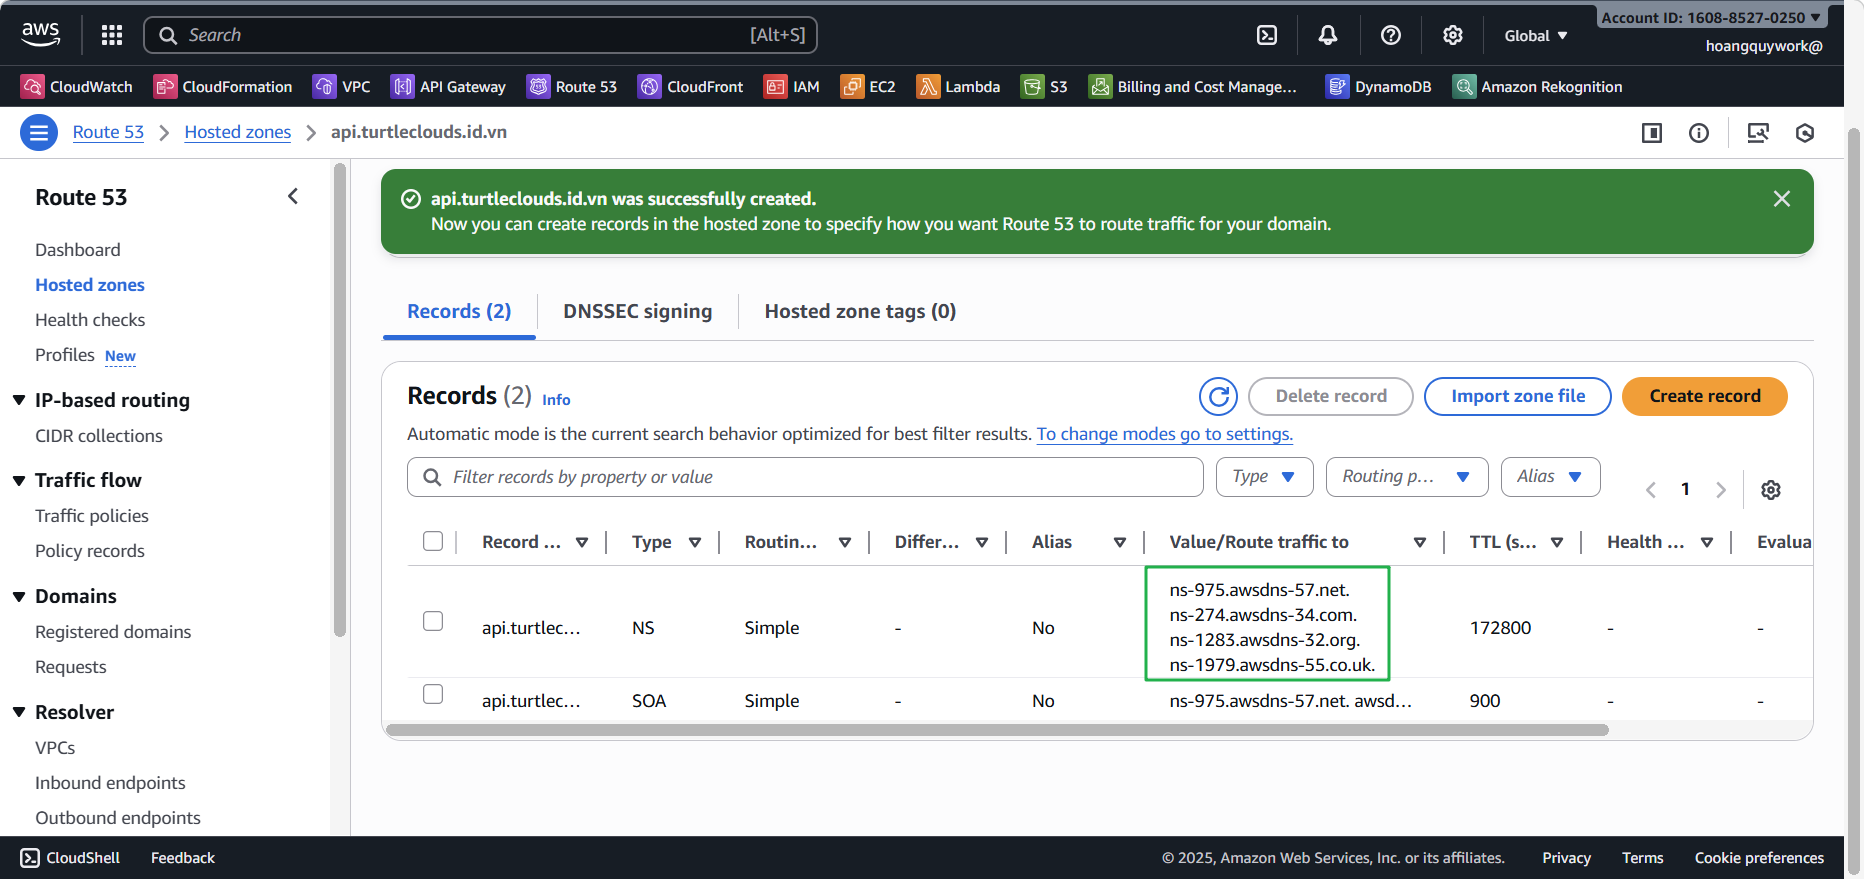 aws
Search [Alt+S]
Global
Account ID: 1608-8527-0250
hoangquywork@
CloudWatch CloudFormation VPC API Gateway Route 53 CloudFront IAM EC2 Lambda S3 Billing and Cost Manage... DynamoDB Amazon Rekognition
Route 53 Hosted zones api.turtleclouds.id.vn
Route 53
Dashboard
Hosted zones
Health checks
Profiles New
IP-based routing
CIDR collections
Traffic flow
Traffic policies
Policy records
Domains
Registered domains
Requests
Resolver
VPCs
Inbound endpoints
Outbound endpoints
api.turtleclouds.id.vn was successfully created.
Now you can create records in the hosted zone to specify how you want Route 53 to route traffic for your domain.
Records (2) DNSSEC signing Hosted zone tags (0)
Records (2) Info
Delete record Import zone file Create record
Automatic mode is the current search behavior optimized for best filter results. To change modes go to settings.
Filter records by property or value Type Routing p... Alias 1
Record ... Type Routin... Differ... Alias Value/Route traffic to TTL (s... Health ... Evalua
ns-975.awsdns-57.net.
ns-274.awsdns-34.com.
api.turtlec... NS Simple - No ns-1283.awsdns-32.org. 172800 - -
ns-1979.awsdns-55.co.uk.
api.turtlec... SOA Simple - No ns-975.awsdns-57.net. awsd... 900 - -
CloudShell Feedback © 2025, Amazon Web Services, Inc. or its affiliates. Privacy Terms Cookie preferences